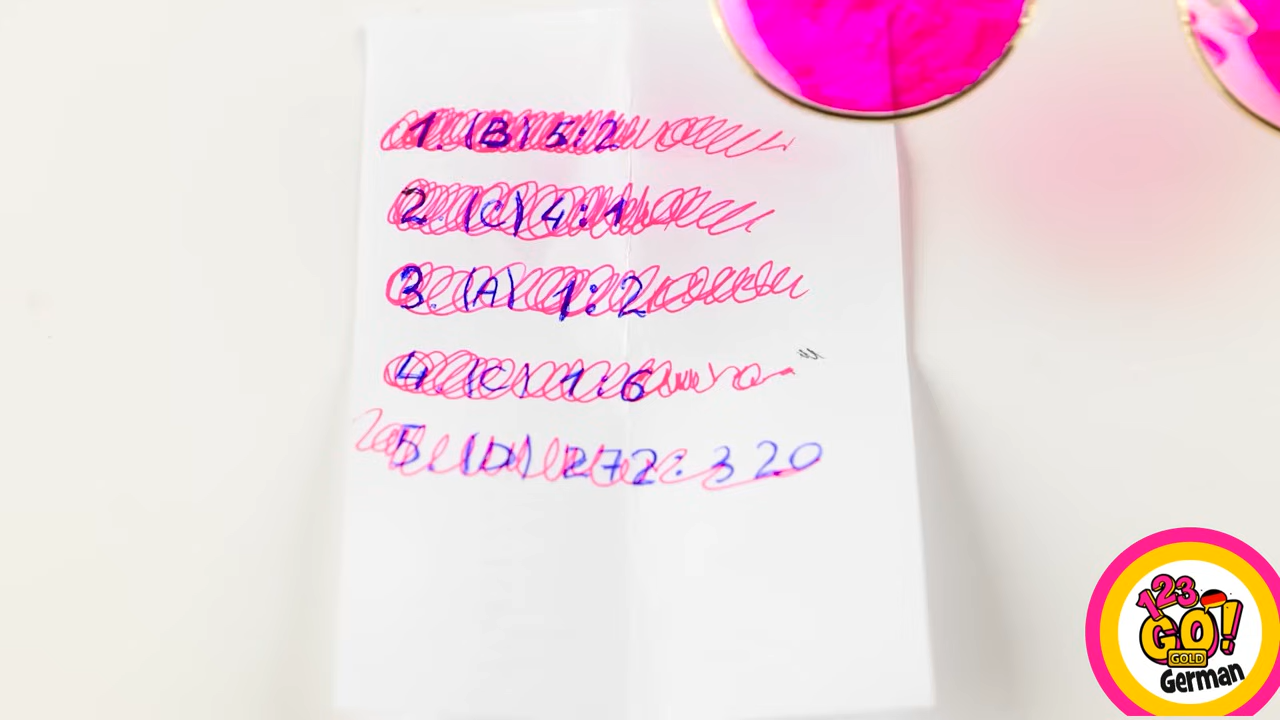 1. (B) 5:2
2. (C) 4:1
3. (A) 1:2
4. (C) 1:6
5. (D) 272:320
123
GO!
GOLD
German